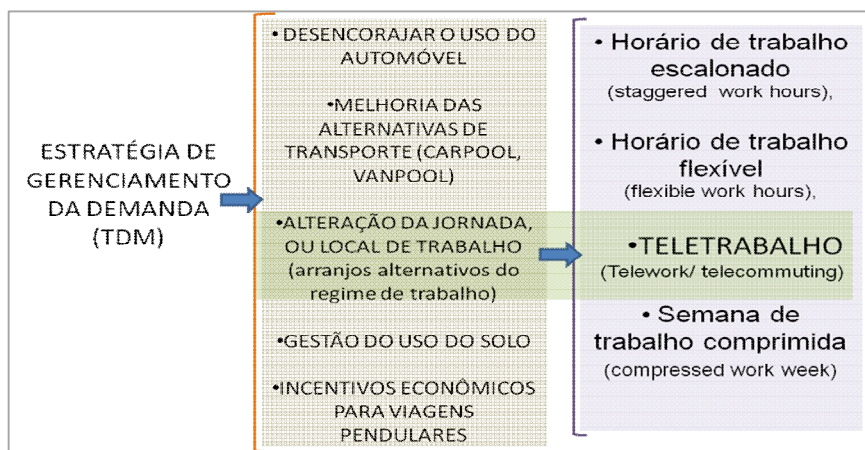 ESTRATÉGIA DE
GERENCIAMENTO
DA DEMANDA
(TDM)
•DESENCORAJAR O USO DO
AUTOMÓVEL
•MELHORIA DAS
ALTERNATIVAS DE
TRANSPORTE (CARPOOL,
VANPOOL)
•ALTERAÇÃO DA JORNADA,
OU LOCAL DE TRABALHO
(arranjos alternativos do
regime de trabalho)
•GESTÃO DO USO DO SOLO
•INCENTIVOS ECONÔMICOS
PARA VIAGENS
PENDULARES
• Horário de trabalho
escalonado
(staggered work hours),
• Horário de trabalho
flexível
(flexible work hours),
•TELETRABALHO
(Telework/ telecommuting)
• Semana de
trabalho comprimida
(compressed work week)